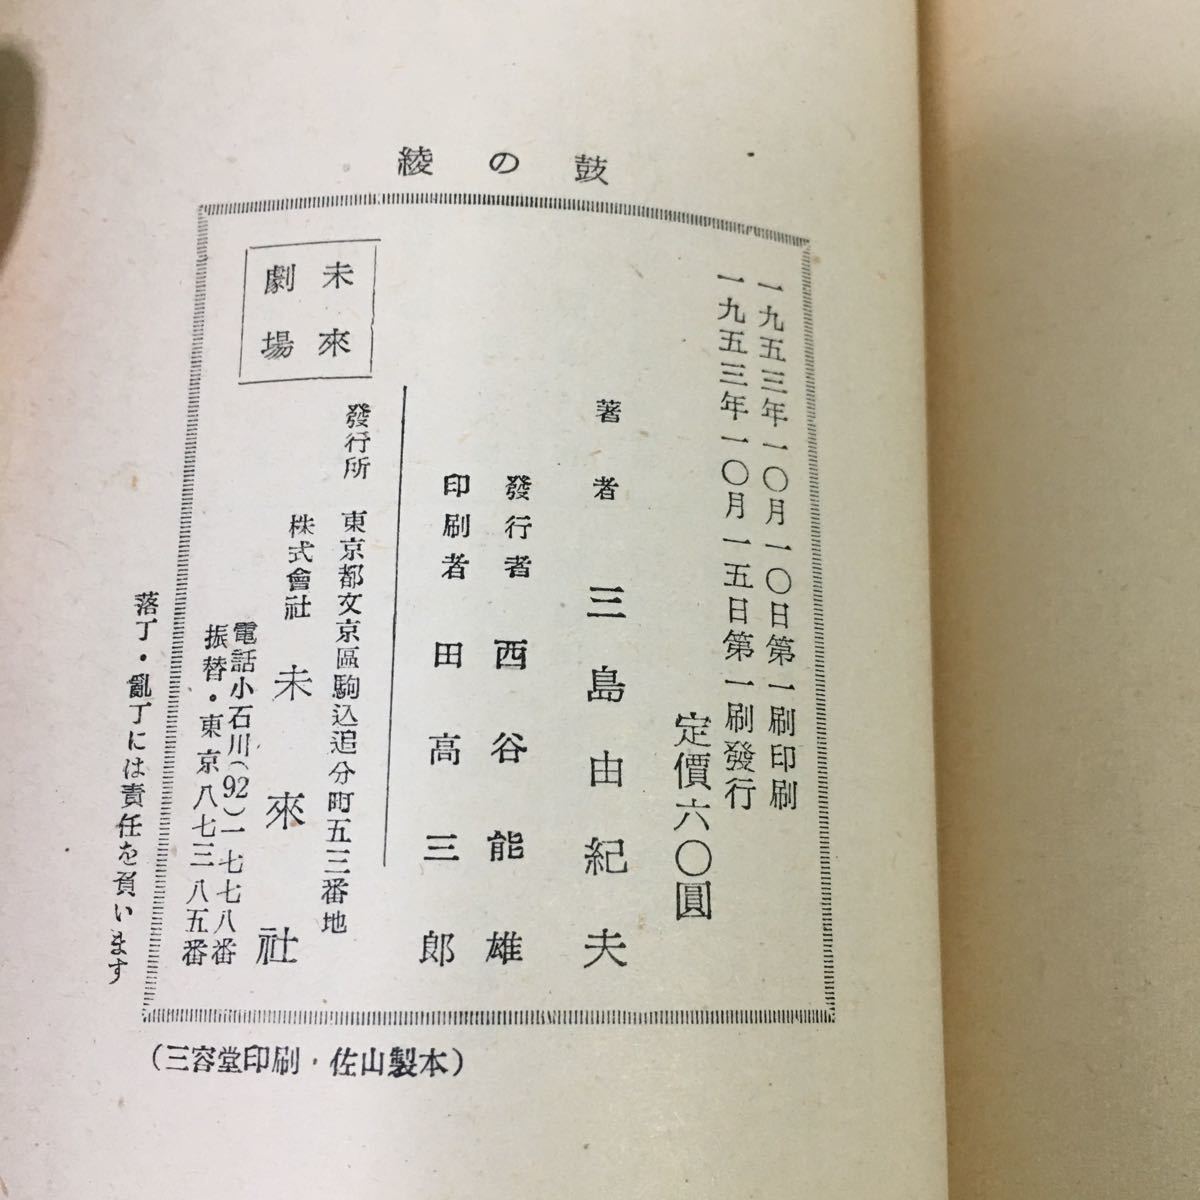 綾の鼓
一九五三年一〇月一〇日第一刷印刷
一九五三年一〇月一五日第一刷發行
定價六〇圓
著者 三島由紀夫
發行者 西谷能雄
印刷者 田高三郎
發行所 東京都文京區駒込追分町五三番地
株式會社 未來社
電話小石川(92)一七七八番
振替・東京八七三八五番
未來
劇場
落丁・亂丁には責任を負います
(三容堂印刷・佐山製本)